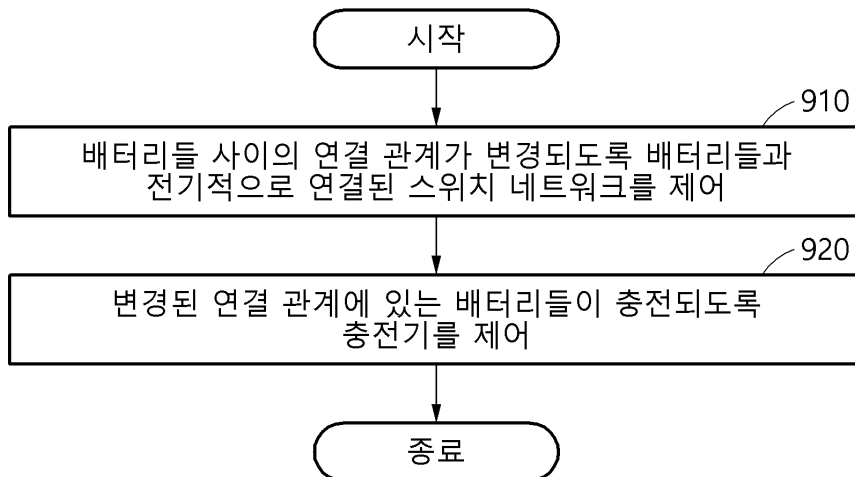 시작
910
배터리들 사이의 연결 관계가 변경되도록 배터리들과
전기적으로 연결된 스위치 네트워크를 제어
920
변경된 연결 관계에 있는 배터리들이 충전되도록
충전기를 제어
종료